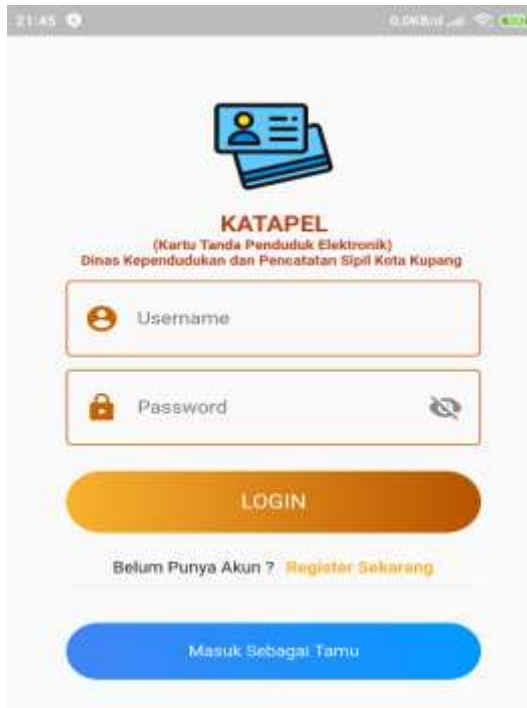 21:45
KATAPEL
(Kartu Tanda Penduduk Elektronik)
Dinas Kependudukan dan Pencatatan Sipil Kota Kupang
Username
Password
LOGIN
Belum Punya Akun ? Register Sekarang
Masuk Sebagai Tamu